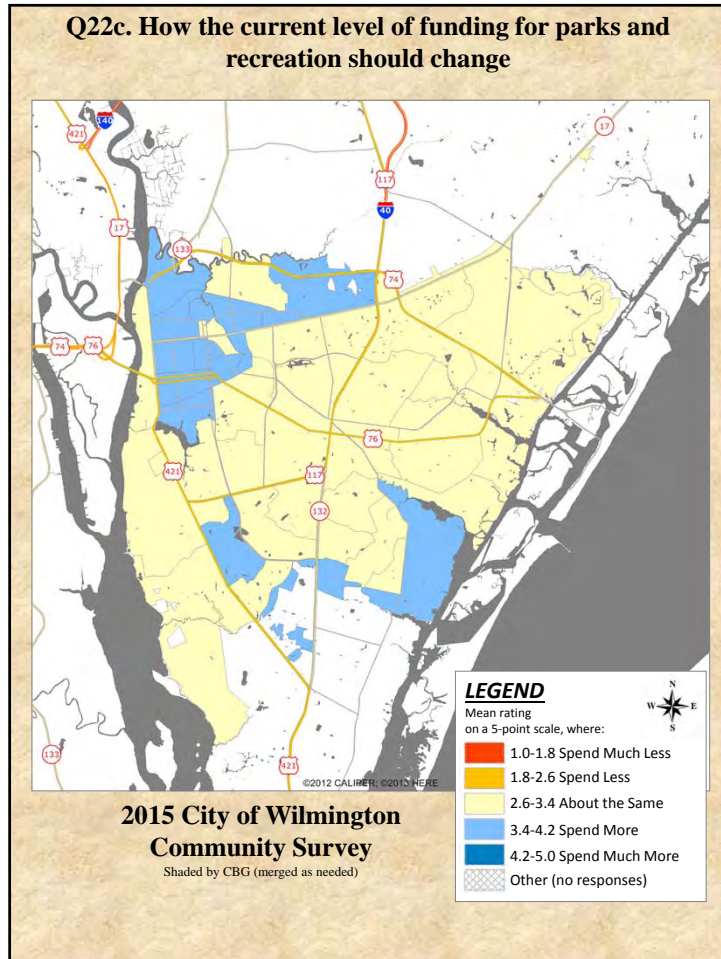 Q22c. How the current level of funding for parks and
recreation should change
140
421
17
117
17
40
133
74
74
76
76
421
117
132
133
421
©2012 CALIPER; ©2013 HERE
LEGEND
Mean rating
on a 5-point scale, where:
N
W E
S
1.0-1.8 Spend Much Less
1.8-2.6 Spend Less
2.6-3.4 About the Same
3.4-4.2 Spend More
4.2-5.0 Spend Much More
Other (no responses)
2015 City of Wilmington
Community Survey
Shaded by CBG (merged as needed)